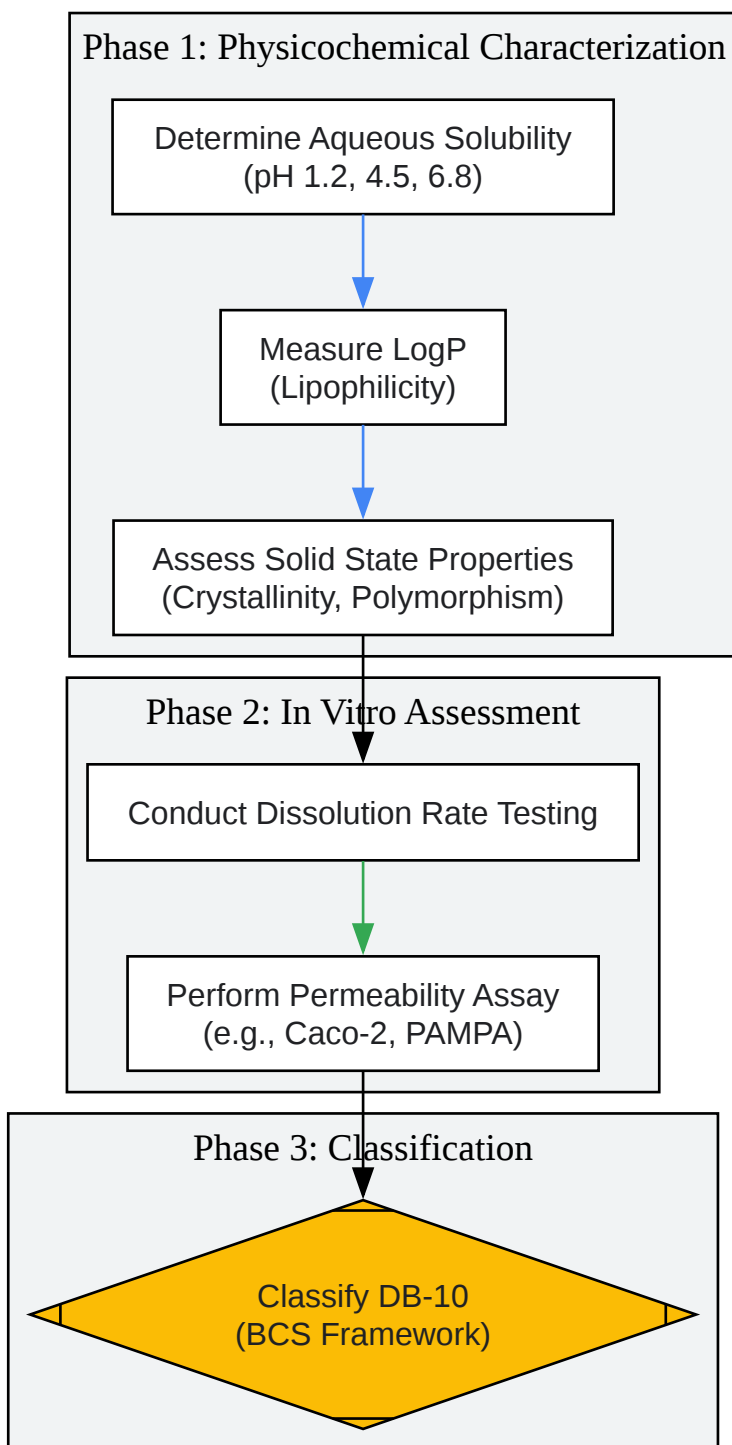 Phase 1: Physicochemical Characterization
Determine Aqueous Solubility
(pH 1.2, 4.5, 6.8)
Measure LogP
(Lipophilicity)
Assess Solid State Properties
(Crystallinity, Polymorphism)
Phase 2: In Vitro Assessment
Conduct Dissolution Rate Testing
Perform Permeability Assay
(e.g., Caco-2, PAMPA)
Phase 3: Classification
Classify DB-10
(BCS Framework)